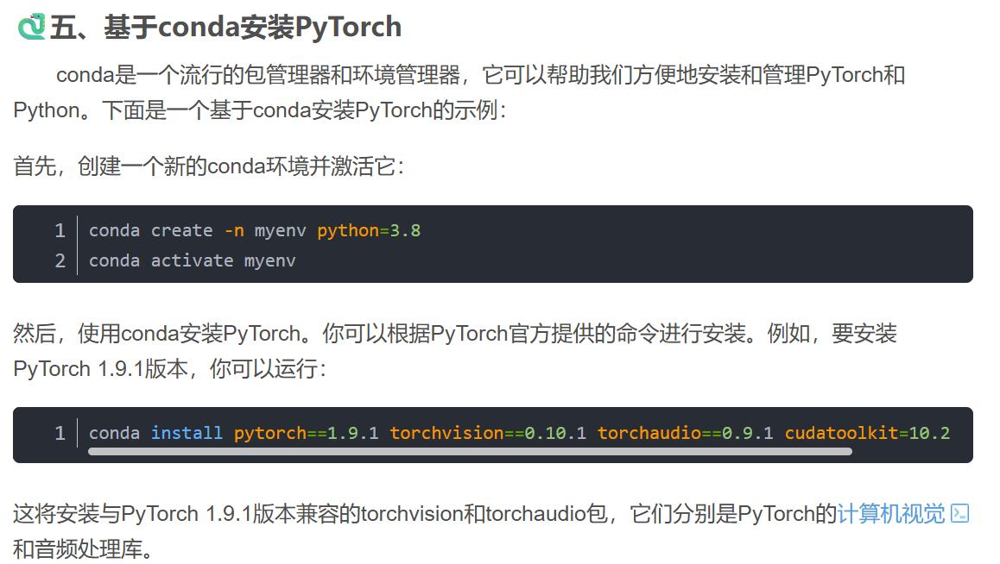 五、基于conda安装PyTorch
conda是一个流行的包管理器和环境管理器，它可以帮助我们方便地安装和管理PyTorch和
Python。下面是一个基于conda安装PyTorch的示例：
首先，创建一个新的conda环境并激活它：
1 conda create -n myenv python=3.8
2 conda activate myenv
然后，使用conda安装PyTorch。你可以根据PyTorch官方提供的命令进行安装。例如，要安装
PyTorch 1.9.1版本，你可以运行：
1 conda install pytorch==1.9.1 torchvision==0.10.1 torchaudio==0.9.1 cudatoolkit=10.2
这将安装与PyTorch 1.9.1版本兼容的torchvision和torchaudio包，它们分别是PyTorch的计算机视觉
和音频处理库。